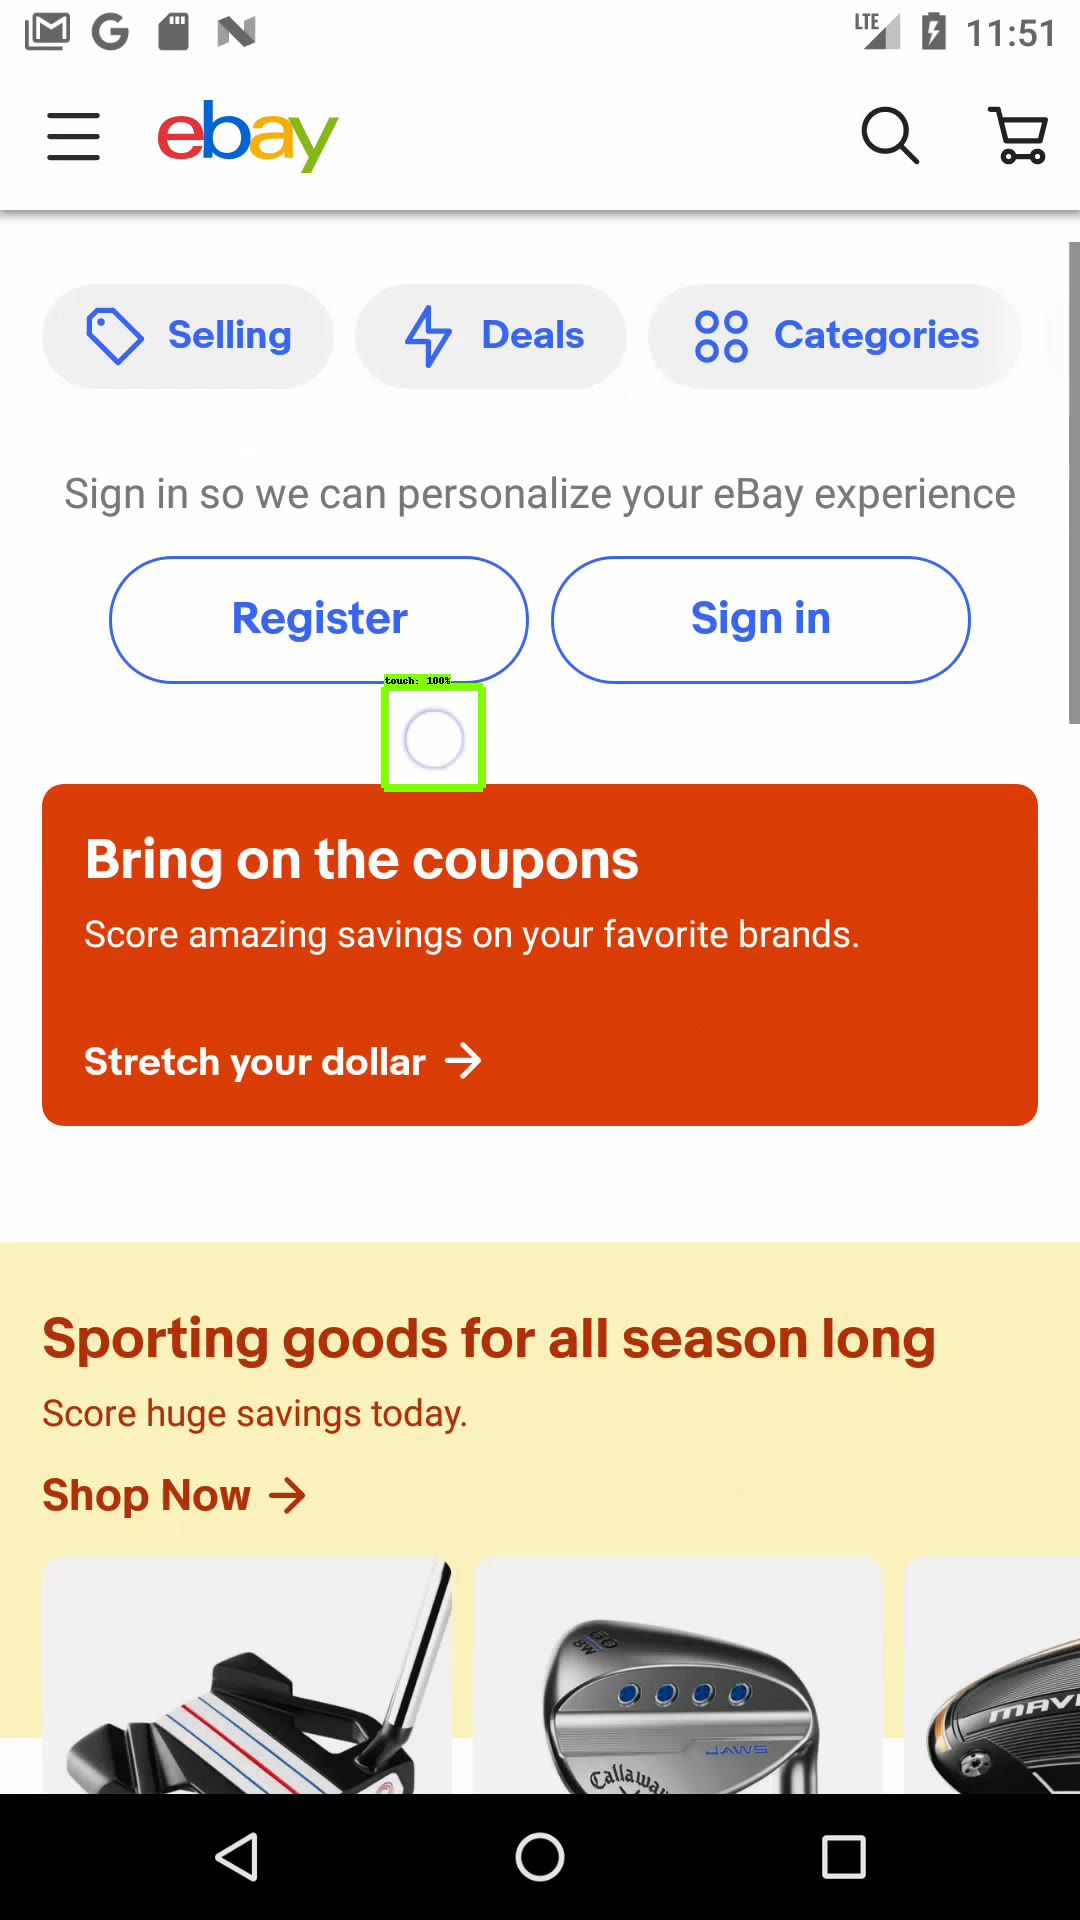 LTE 11:51
ebay
Selling Deals Categories
Sign in so we can personalize your eBay experience
Register Sign in
touch: 100%
Bring on the coupons
Score amazing savings on your favorite brands.
Stretch your dollar
Sporting goods for all season long
Score huge savings today.
Shop Now
60
8W
JAWS
Callaway
MAV